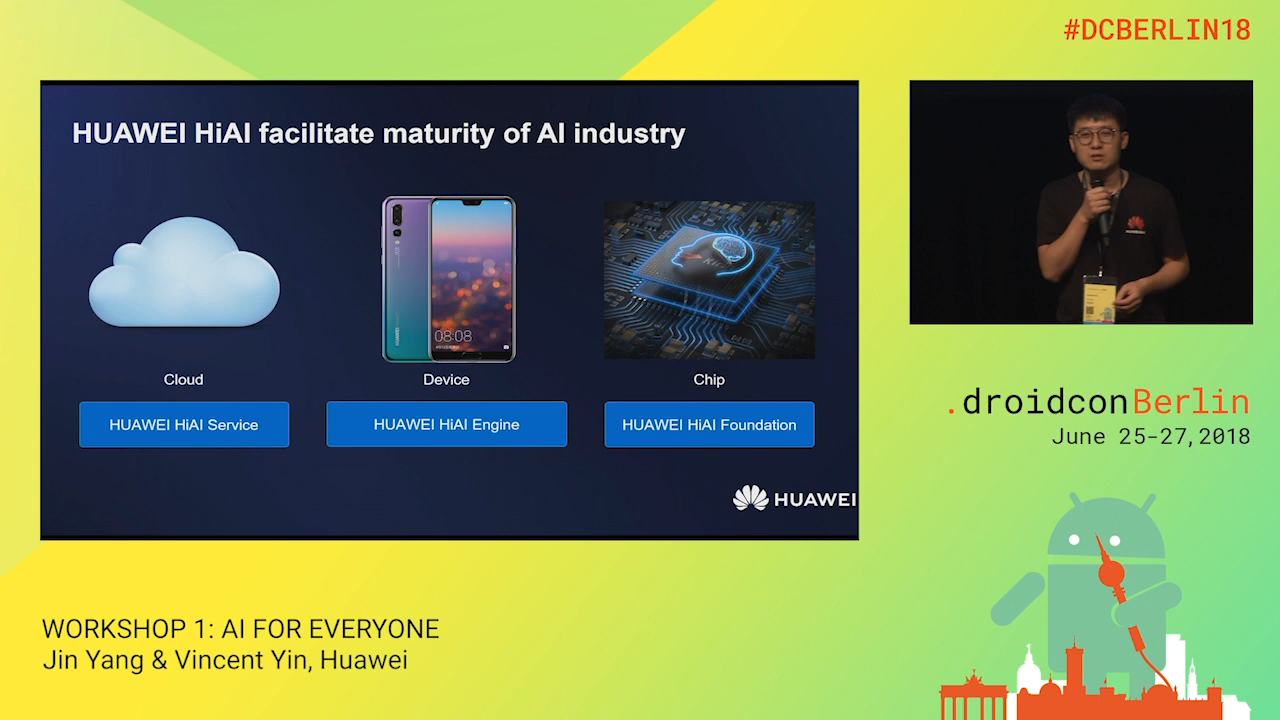 #DCBERLIN18
HUAWEI HiAI facilitate maturity of AI industry
08:08
Cloud
Device
Chip
HUAWEI HiAI Service
HUAWEI HiAI Engine
HUAWEI HiAI Foundation
HUAWEI
HUAWEI
.droidconBerlin
June 25-27, 2018
WORKSHOP 1: AI FOR EVERYONE
Jin Yang & Vincent Yin, Huawei